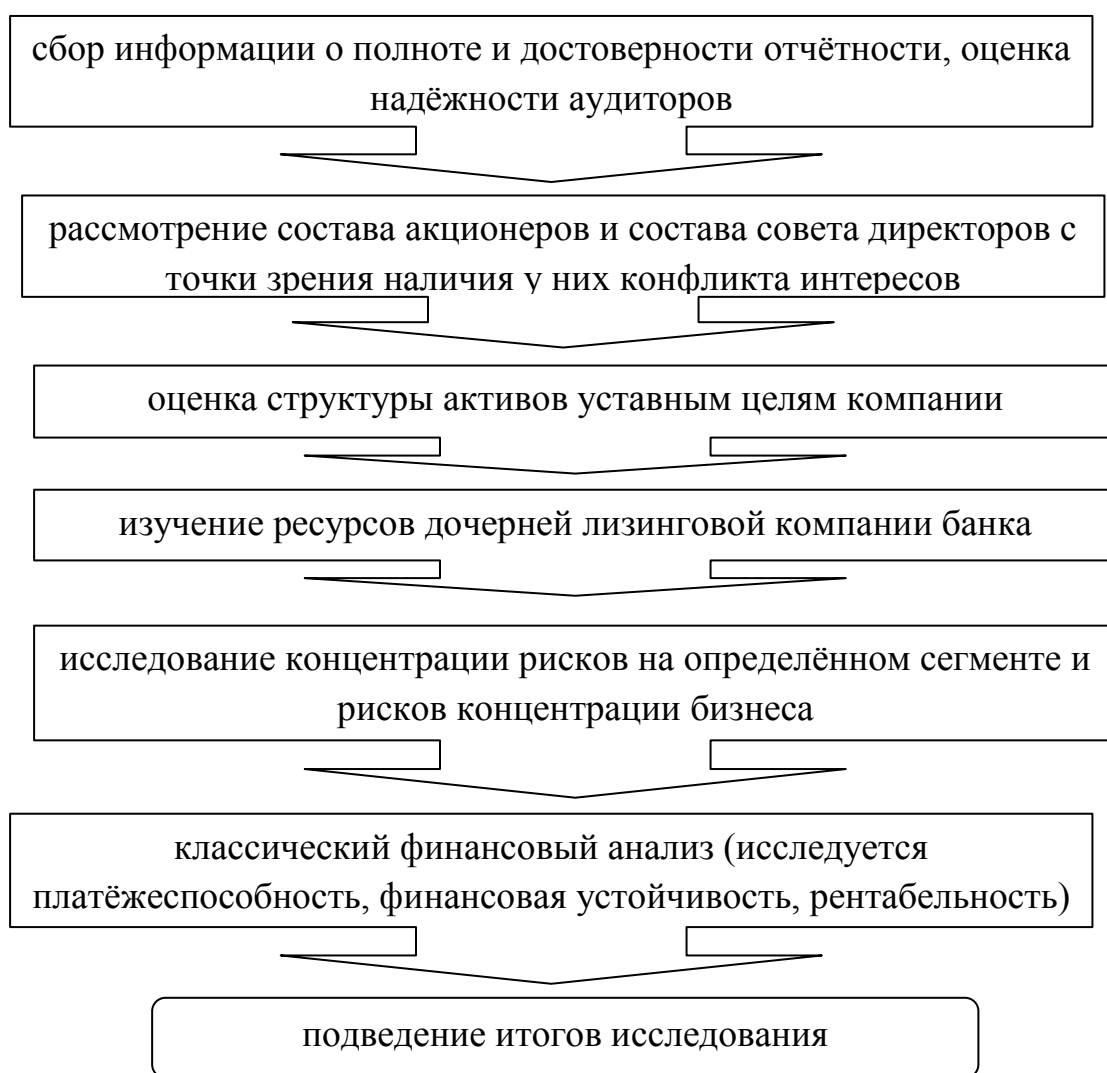 сбор информации о полноте и достоверности отчётности, оценка
надёжности аудиторов
рассмотрение состава акционеров и состава совета директоров с
точки зрения наличия у них конфликта интересов
оценка структуры активов уставным целям компании
изучение ресурсов дочерней лизинговой компании банка
исследование концентрации рисков на определённом сегменте и
рисков концентрации бизнеса
классический финансовый анализ (исследуется
платёжеспособность, финансовая устойчивость, рентабельность)
подведение итогов исследования